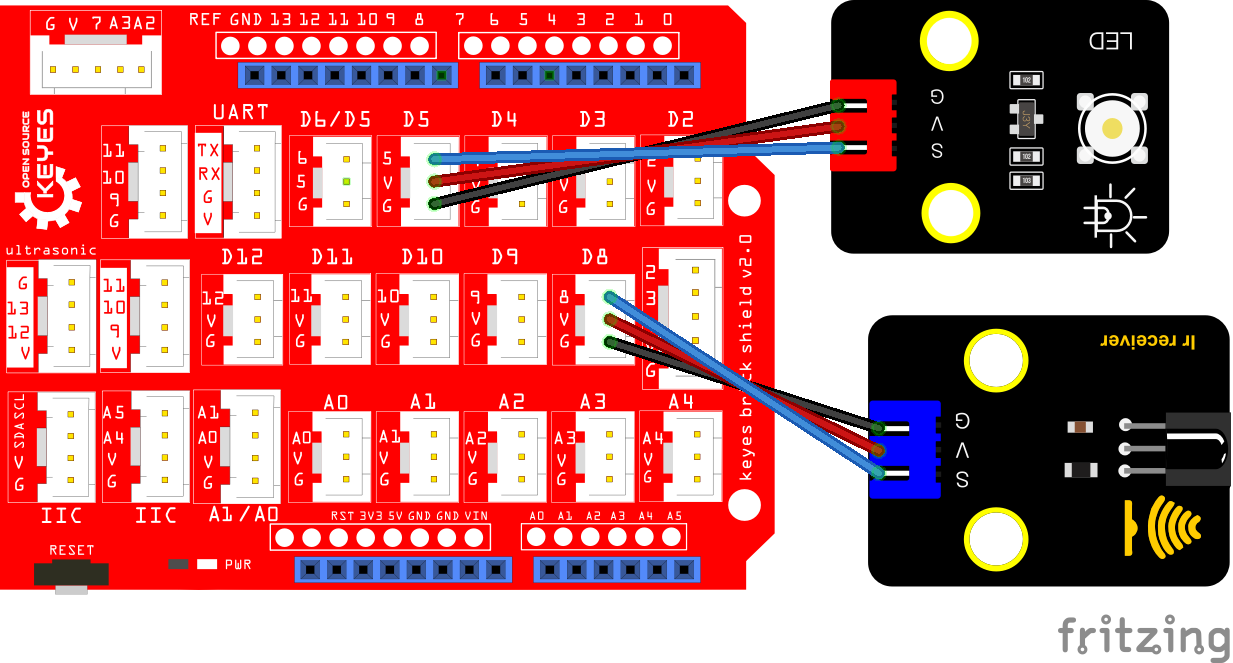 G V 7 A3 A2
REF GND 13 12 11 10 9 8 7 6 5 4 3 2 1 0
OPEN SOURCE
KEYES
UART
D6/D5 D5 D4 D3 D2
11
10
9
G
TX
RX
G
V
6
5
G
5
V
G
V
G
V
G
2
V
G
ultrasonic
D12 D11 D10 D9 D8
G
13
12
V
11
10
9
V
12
V
G
11
V
G
10
V
G
9
V
G
8
V
G
2
3
G
keyes brick shield v2.0
A0 A1 A2 A3 A4
SCL
SDA
V
G
A5
A4
V
G
A1
A0
V
G
A0
V
G
A1
V
G
A2
V
G
A3
V
G
A4
V
G
IIC IIC A1/A0
RST 3V3 5V GND GND VIN
A0 A1 A2 A3 A4 A5
RESET
PWR
LED
G
V
S
102
J3Y
102
103
Ir receiver
G
V
S
fritzing